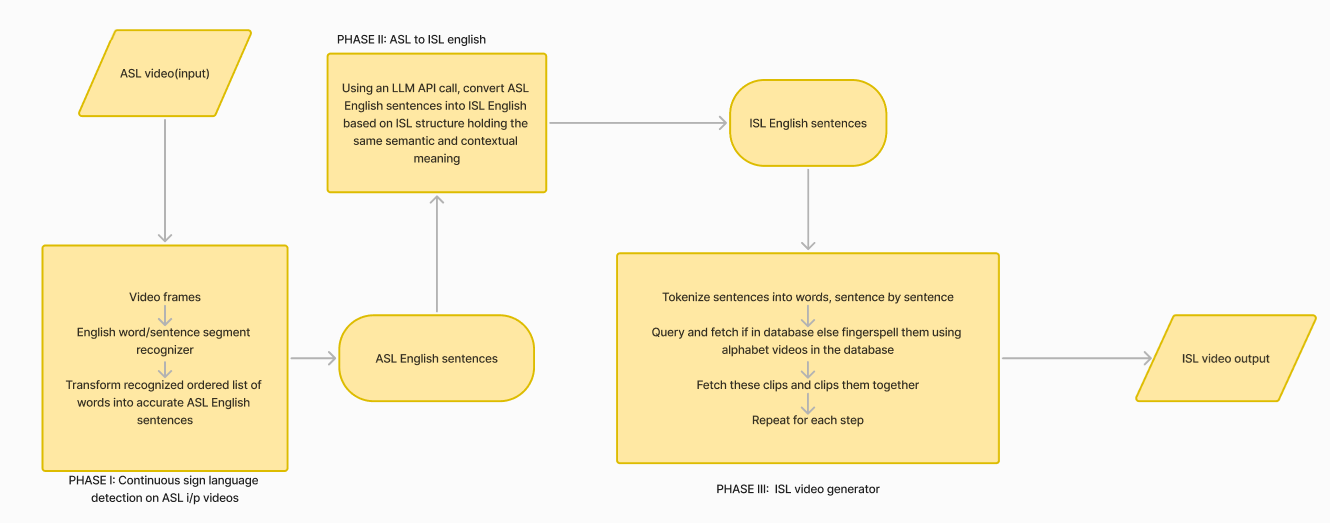 ASL video(input)
Video frames
English word/sentence segment
recognizer
Transform recognized ordered list of
words into accurate ASL English
sentences
PHASE I: Continuous sign language
detection on ASL i/p videos
ASL English sentences
PHASE II: ASL to ISL english
Using an LLM API call, convert ASL
English sentences into ISL English
based on ISL structure holding the
same semantic and contextual
meaning
ISL English sentences
Tokenize sentences into words, sentence by sentence
Query and fetch if in database else fingerspell them using
alphabet videos in the database
Fetch these clips and clips them together
Repeat for each step
PHASE III:  ISL video generator
ISL video output